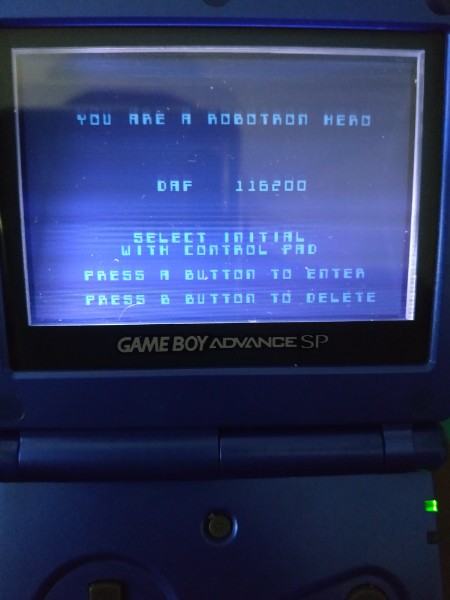 YOU ARE A ROBOTRON HERO
DAF 116200
SELECT INITIAL
WITH CONTROL PAD
PRESS A BUTTON TO ENTER
PRESS B BUTTON TO DELETE
GAME BOY ADVANCE SP